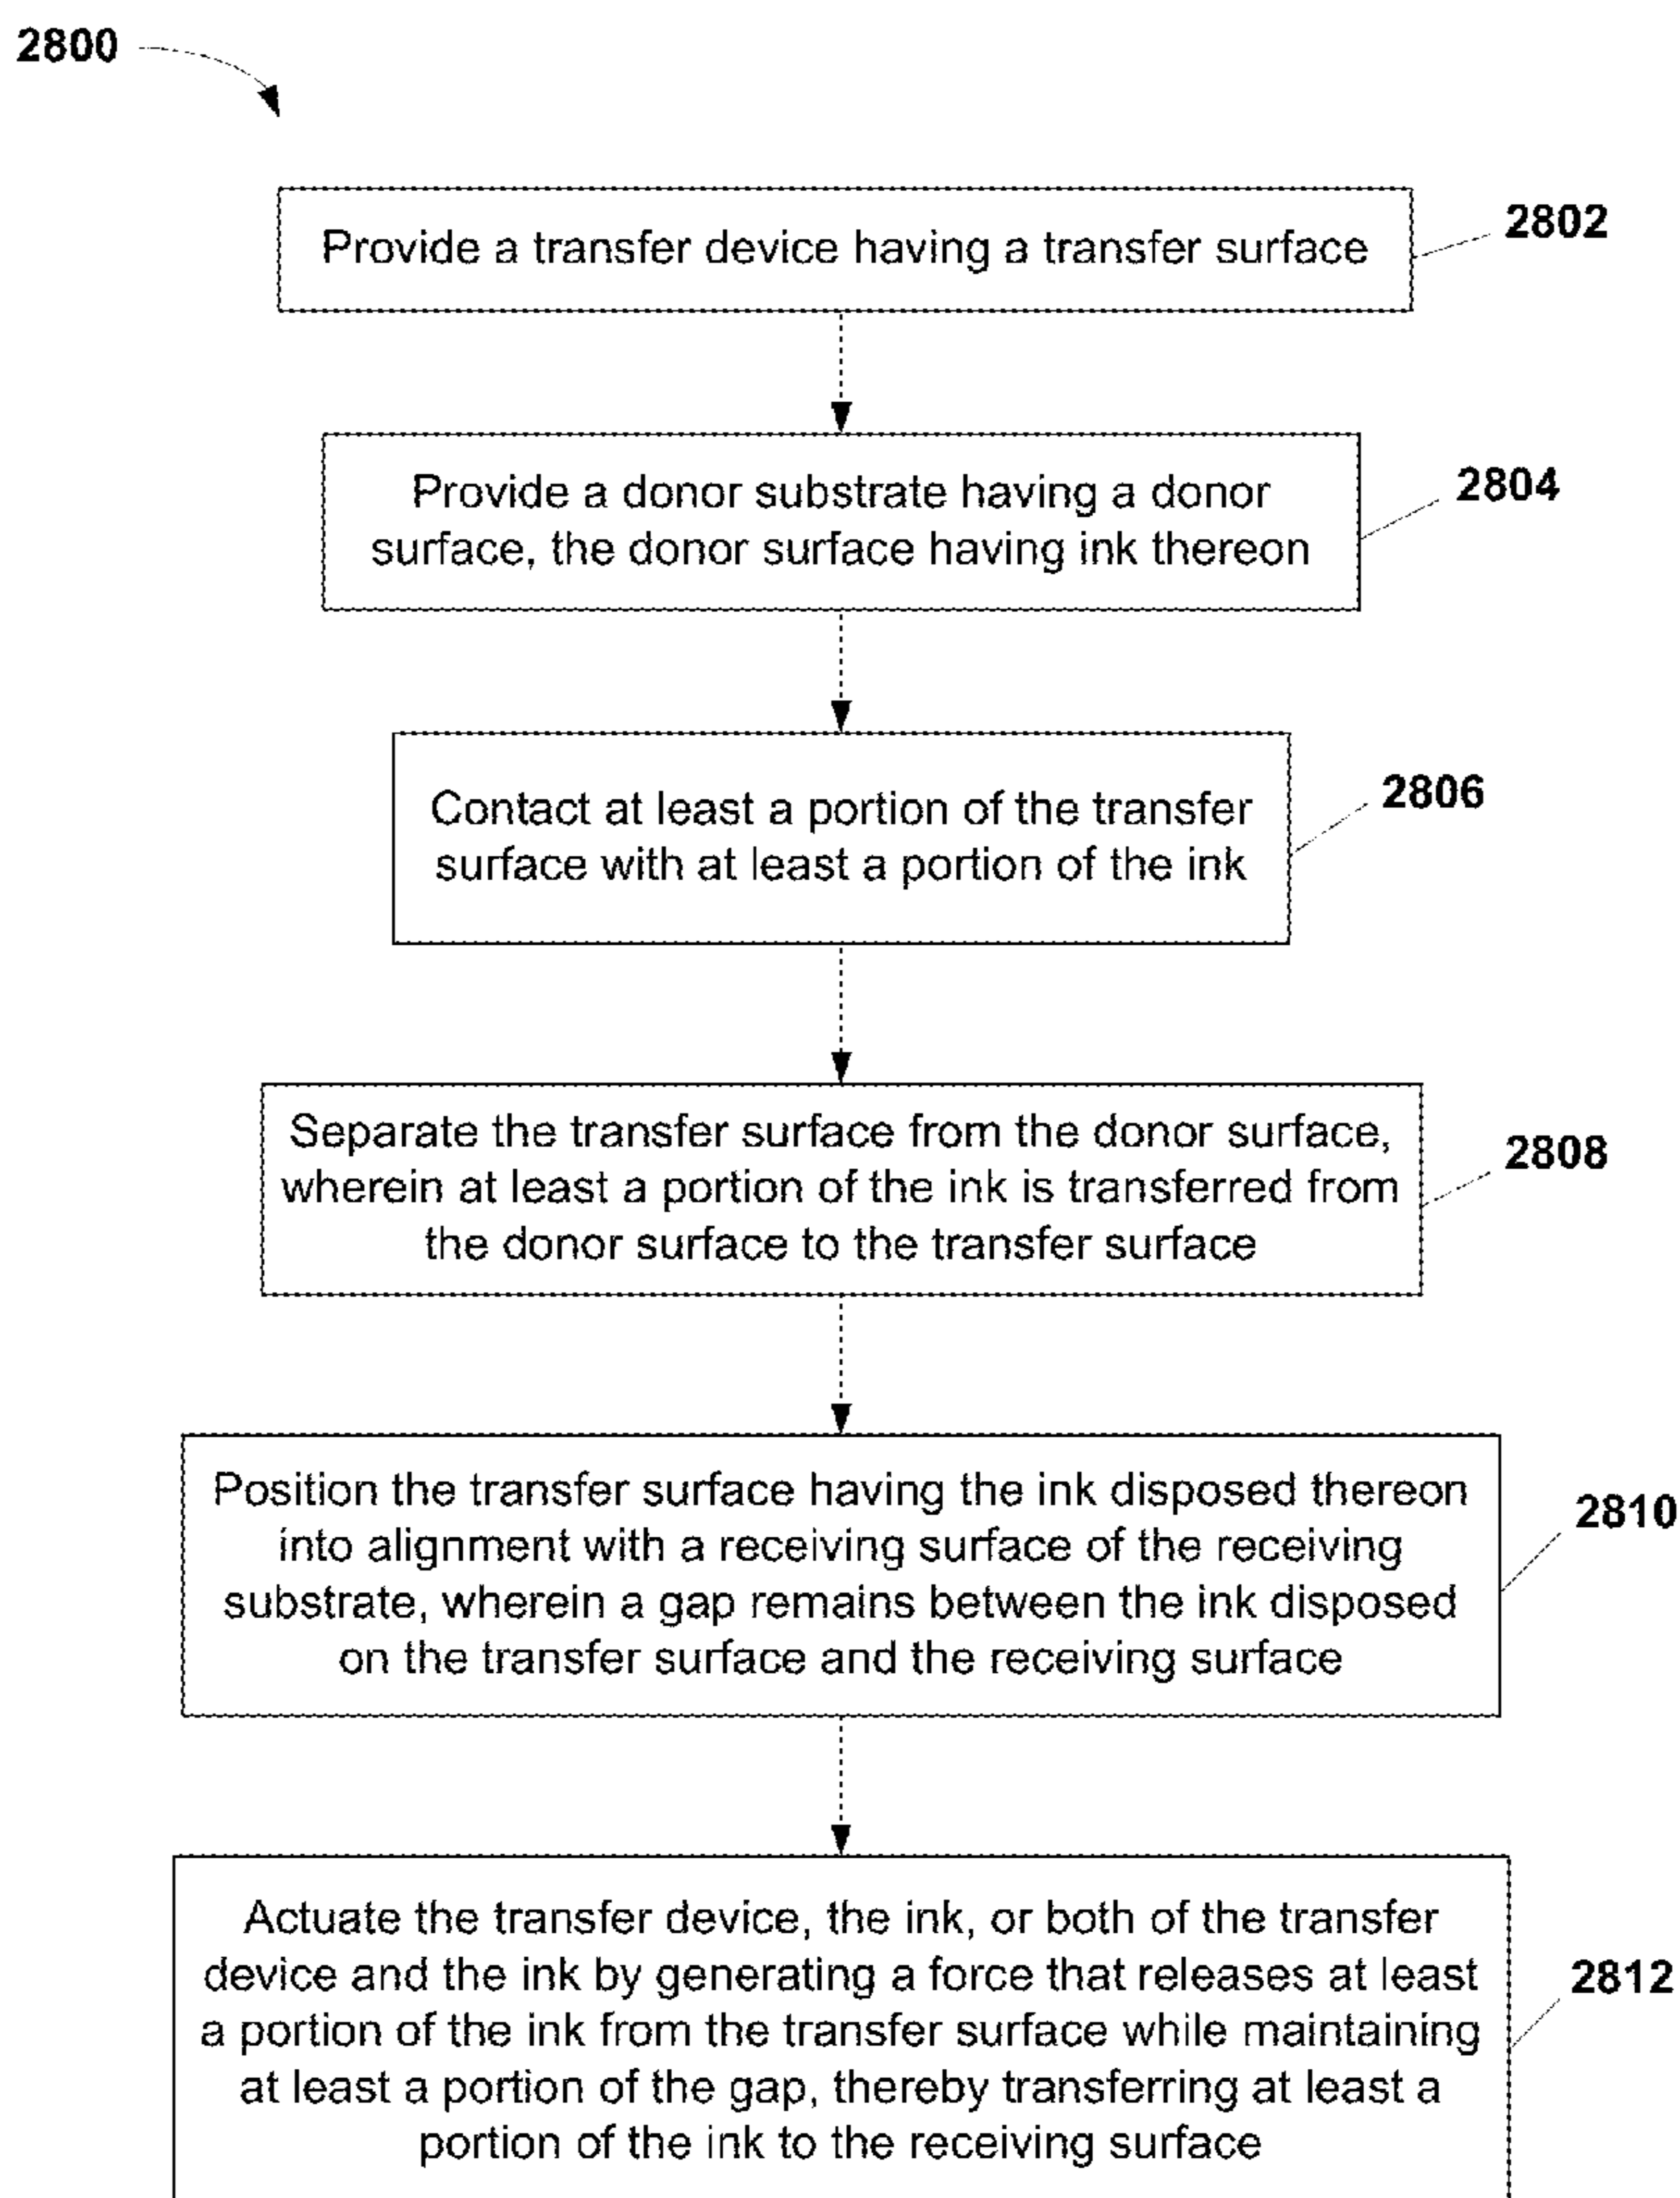 2800
Provide a transfer device having a transfer surface
2802
Provide a donor substrate having a donor
surface, the donor surface having ink thereon
2804
Contact at least a portion of the transfer
surface with at least a portion of the ink
2806
Separate the transfer surface from the donor surface,
wherein at least a portion of the ink is transferred from
the donor surface to the transfer surface
2808
Position the transfer surface having the ink disposed thereon
into alignment with a receiving surface of the receiving
substrate, wherein a gap remains between the ink disposed
on the transfer surface and the receiving surface
2810
Actuate the transfer device, the ink, or both of the transfer
device and the ink by generating a force that releases at least
a portion of the ink from the transfer surface while maintaining
at least a portion of the gap, thereby transferring at least a
portion of the ink to the receiving surface
2812